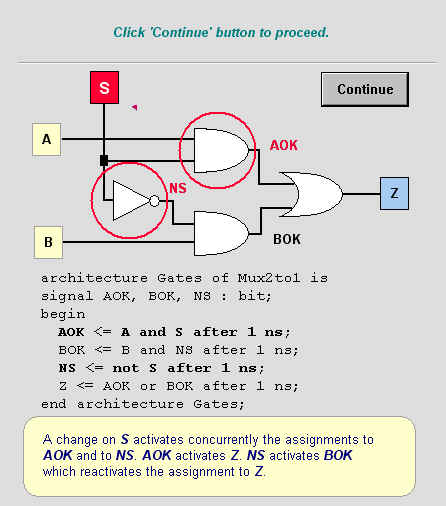 Click 'Continue' button to proceed.
S
Continue
A
AOK
NS
Z
B
BOK
architecture Gates of Mux2to1 is
signal AOK, BOK, NS : bit;
begin
AOK <= A and S after 1 ns;
BOK <= B and NS after 1 ns;
NS <= not S after 1 ns;
Z <= AOK or BOK after 1 ns;
end architecture Gates;
A change on S activates concurrently the assignments to
AOK and to NS. AOK activates Z. NS activates BOK
which reactivates the assignment to Z.